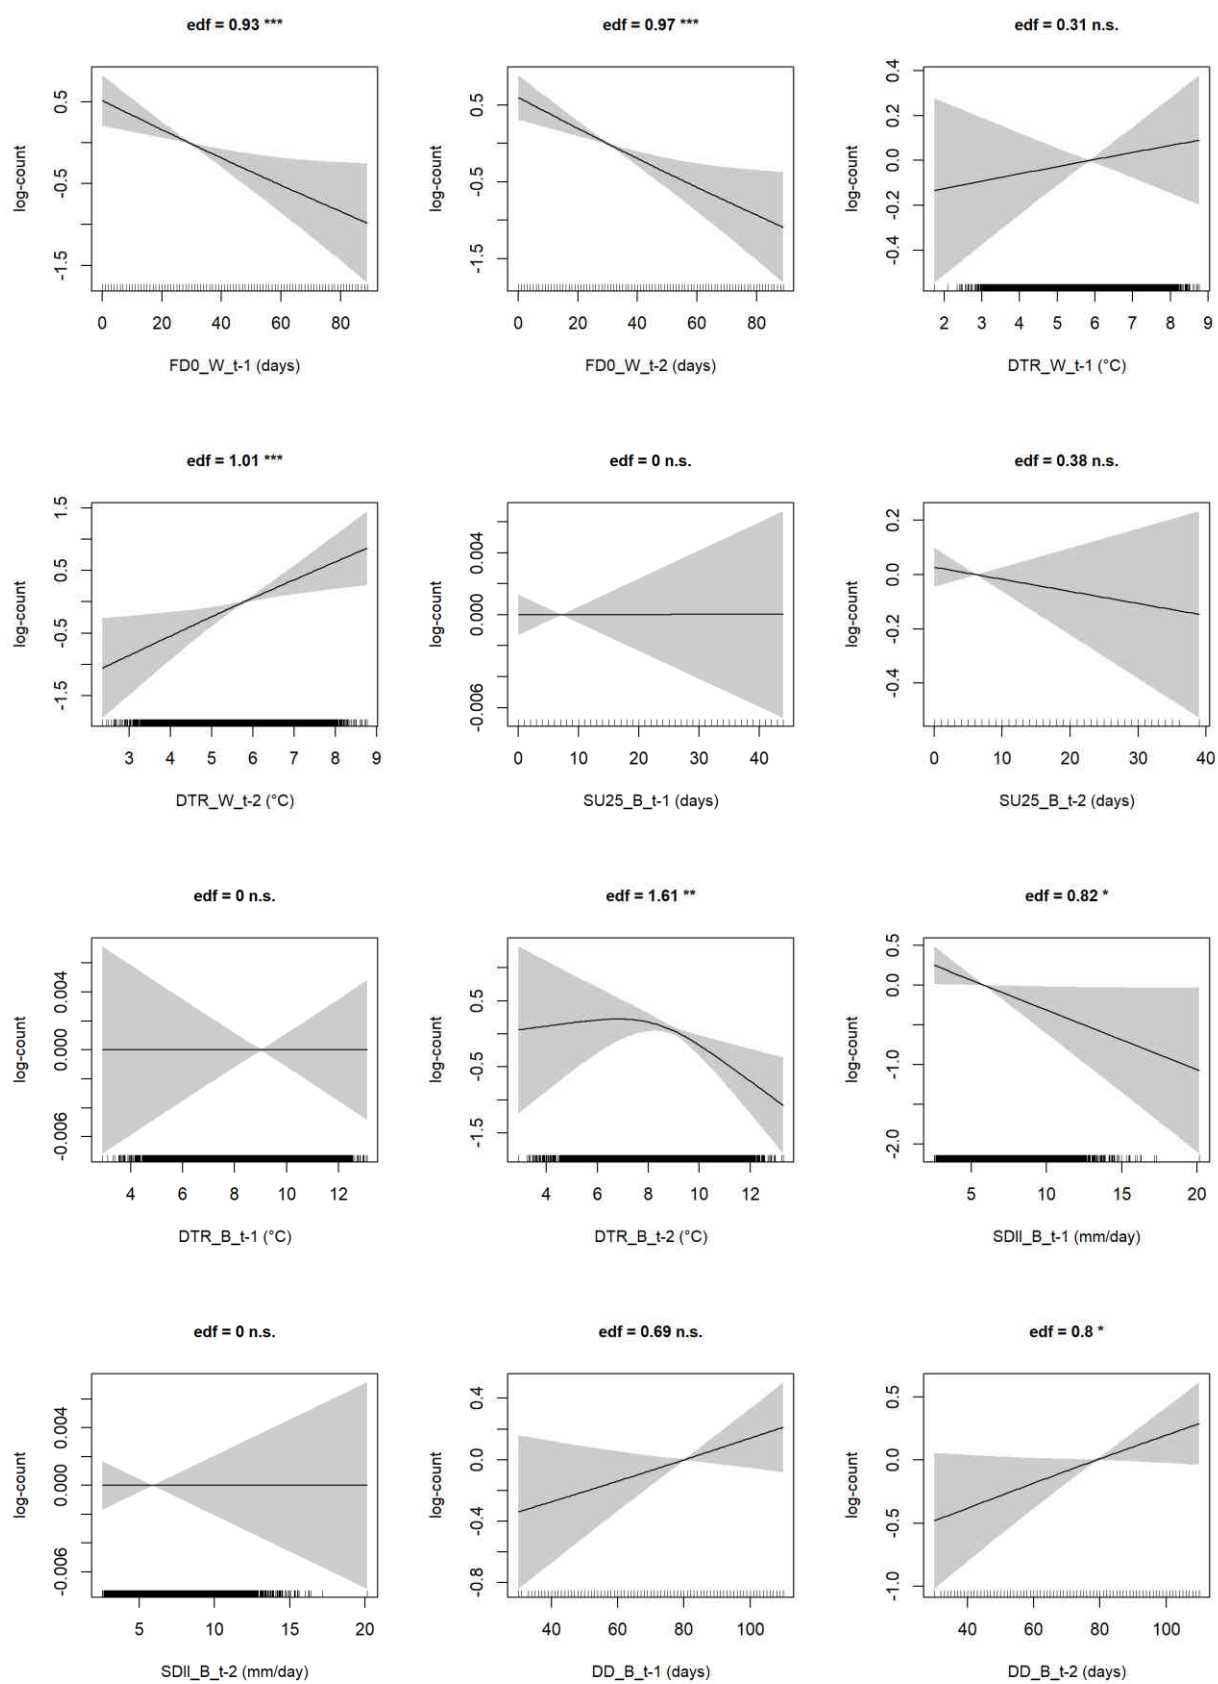 edf = 0.93 *** edf = 0.97 *** edf = 0.31 n.s.
log-count log-count log-count
0.5 -0.5 -1.5 0.5 -0.5 -1.5 0.4 0.2 0.0 -0.2 -0.4
0 20 40 60 80 0 20 40 60 80 2 3 4 5 6 7 8 9
FD0_W_t-1 (days) FD0_W_t-2 (days) DTR_W_t-1 (°C)
edf = 1.01 *** edf = 0 n.s. edf = 0.38 n.s.
log-count log-count log-count
1.5 0.5 -0.5 -1.5 0.004 0.000 -0.006 0.2 0.0 -0.2 -0.4
3 4 5 6 7 8 9 0 10 20 30 40 0 10 20 30 40
DTR_W_t-2 (°C) SU25_B_t-1 (days) SU25_B_t-2 (days)
edf = 0 n.s. edf = 1.61 ** edf = 0.82 *
log-count log-count log-count
0.004 0.000 -0.006 0.5 -0.5 -1.5 0.5 0.0 -1.0 -2.0
4 6 8 10 12 4 6 8 10 12 5 10 15 20
DTR_B_t-1 (°C) DTR_B_t-2 (°C) SDII_B_t-1 (mm/day)
edf = 0 n.s. edf = 0.69 n.s. edf = 0.8 *
log-count log-count log-count
0.004 0.000 -0.006 0.4 0.0 -0.4 -0.8 0.5 0.0 -0.5 -1.0
5 10 15 20 40 60 80 100 40 60 80 100
SDII_B_t-2 (mm/day) DD_B_t-1 (days) DD_B_t-2 (days)